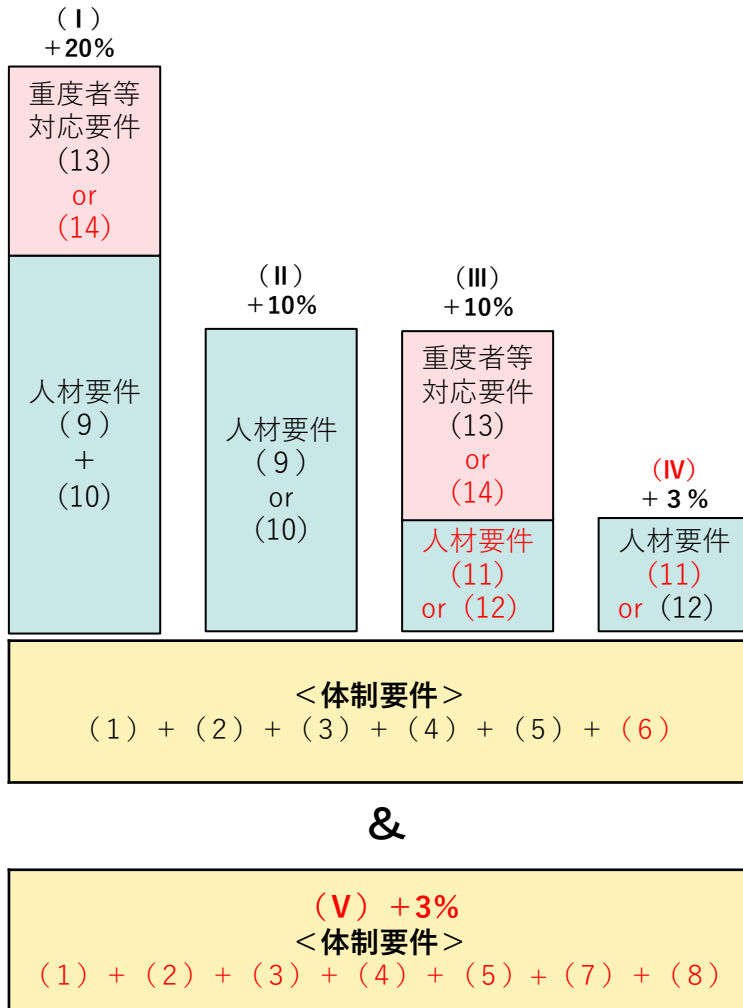 (Ⅰ)
+20%
重度者等
対応要件
(13)
or
(14)
人材要件
(9)
+
(10)
(Ⅱ)
+10%
人材要件
(9)
or
(10)
(Ⅲ)
+10%
重度者等
対応要件
(13)
or
(14)
人材要件
(11)
or (12)
(Ⅳ)
+3%
人材要件
(11)
or (12)
＜体制要件＞
(1) + (2) + (3) + (4) + (5) + (6)
&
(Ⅴ) +3%
＜体制要件＞
(1) + (2) + (3) + (4) + (5) + (7) + (8)